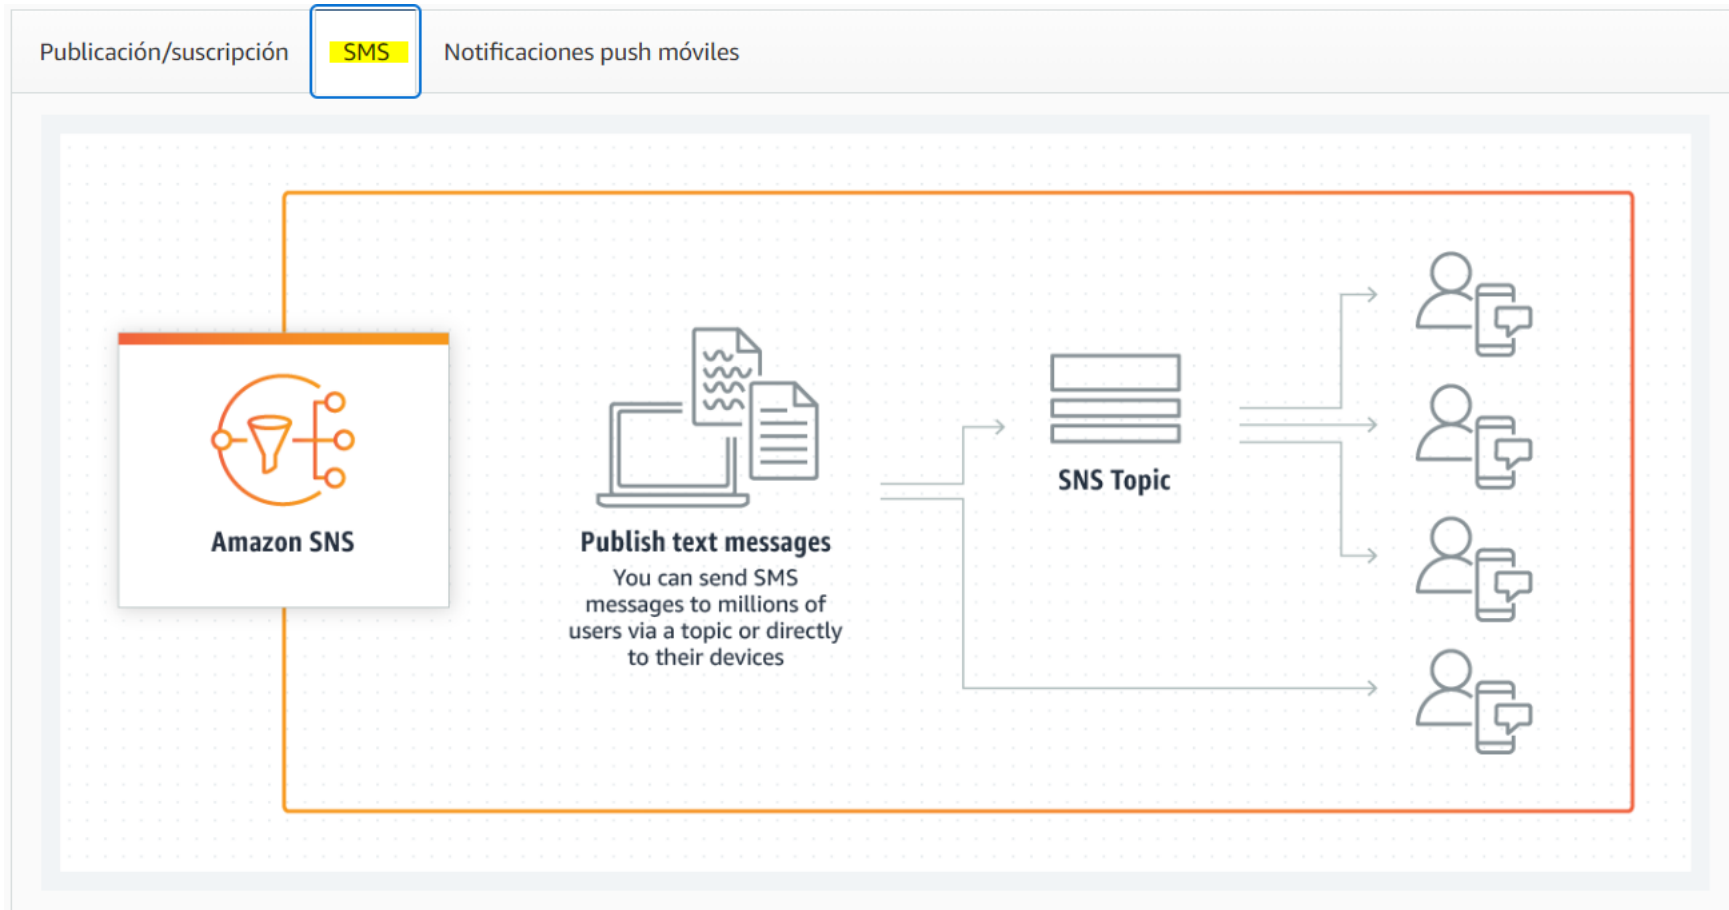 Publicación/suscripción
SMS
Notificaciones push móviles
Amazon SNS
Publish text messages
You can send SMS
messages to millions of
users via a topic or directly
to their devices
SNS Topic